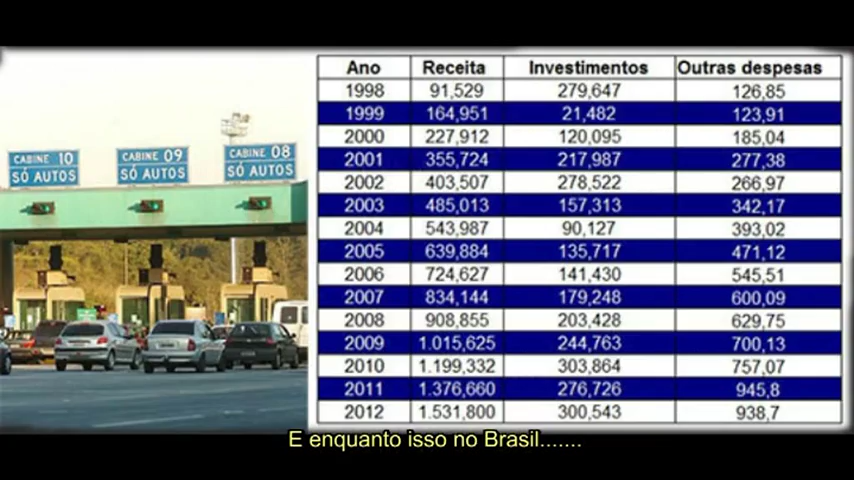 CABINE 10
SÓ AUTOS
CABINE 09
SÓ AUTOS
CABINE 08
SÓ AUTOS
Ano Receita Investimentos Outras despesas
1998 91,529 279,647 126,85
1999 164,951 21,482 123,91
2000 227,912 120,095 185,04
2001 355,724 217,987 277,38
2002 403,507 278,522 266,97
2003 485,013 157,313 342,17
2004 543,987 90,127 393,02
2005 639,884 135,717 471,12
2006 724,627 141,430 545,51
2007 834,144 179,248 600,09
2008 908,855 203,428 629,75
2009 1.015,625 244,763 700,13
2010 1.199,332 303,864 757,07
2011 1.376,660 276,726 945,8
2012 1.531,800 300,543 938,7
E enquanto isso no Brasil.......